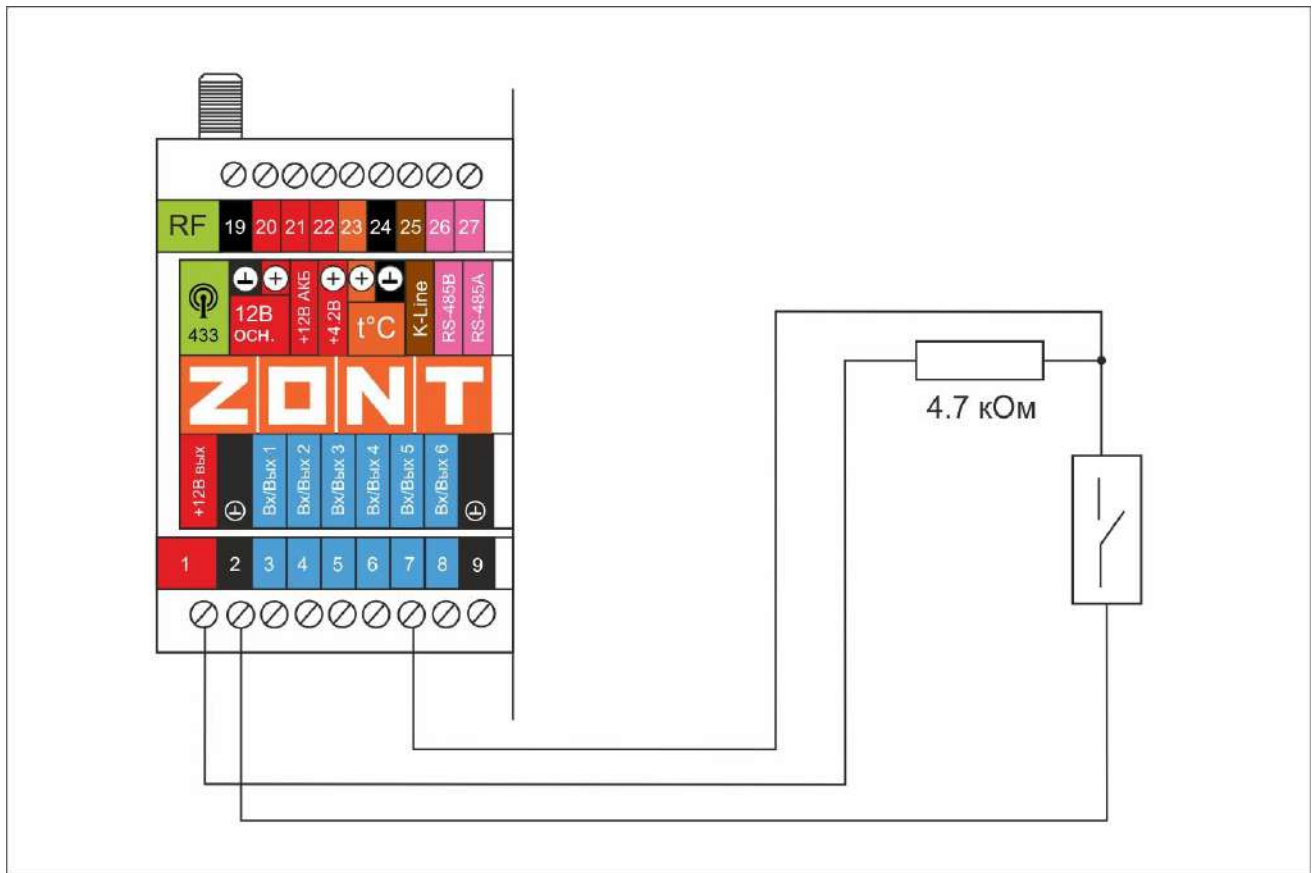 RF 19 20 21 22 23 24 25 26 27
433
12В
осн.
+12В АКБ
+4.2В
t°C
K-Line
RS-485B
RS-485A
ZONT
4.7 кОм
+12В вых
Вх/Вых 1
Вх/Вых 2
Вх/Вых 3
Вх/Вых 4
Вх/Вых 5
Вх/Вых 6
1 2 3 4 5 6 7 8 9